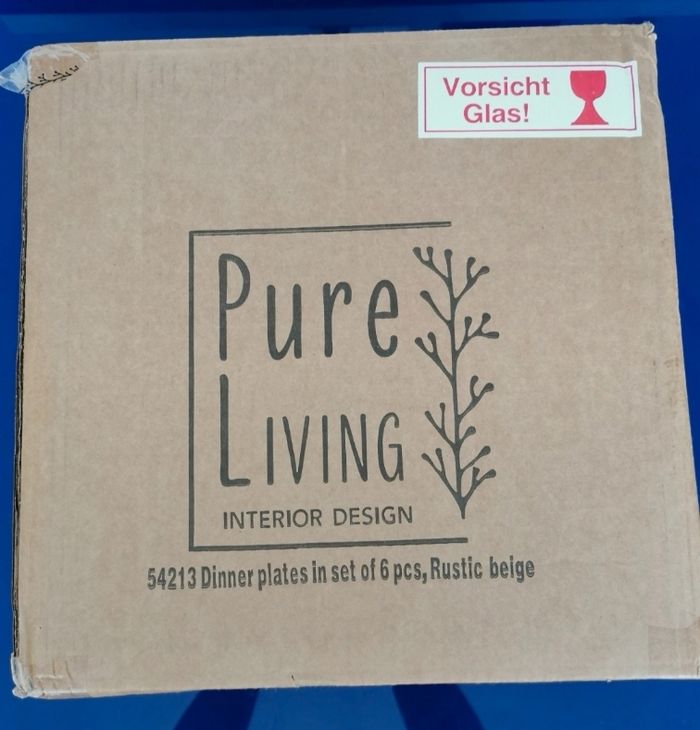 Vorsicht
Glas!
Pure
LIVING
INTERIOR DESIGN
54213 Dinner plates in set of 6 pcs, Rustic beige